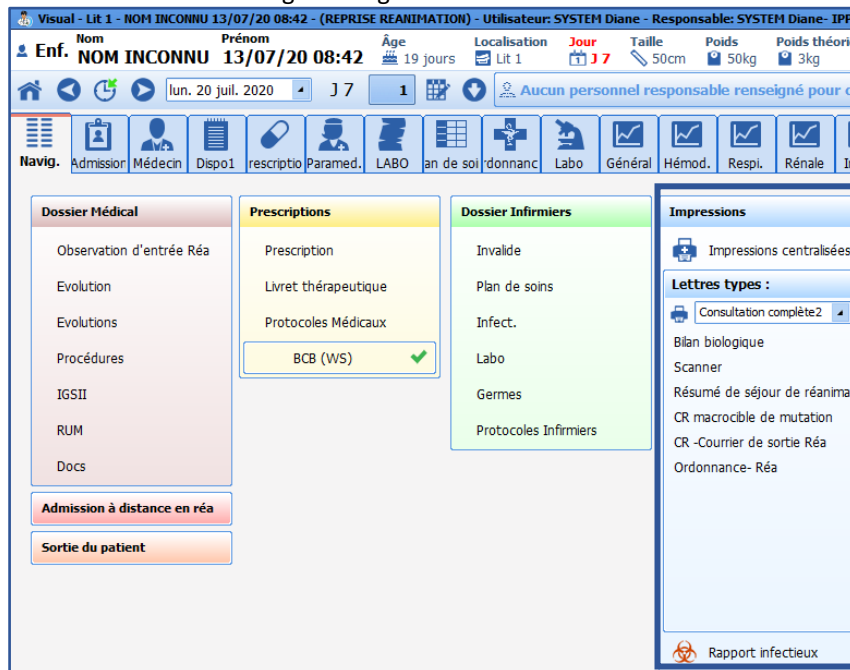 Visual - Lit 1 - NOM INCONNU 13/07/20 08:42 - (REPRISE REANIMATION) - Utilisateur: SYSTEM Diane - Responsable: SYSTEM Diane- IPP
Nom Prénom Âge Localisation Jour Taille Poids Poids théori
Enf. NOM INCONNU 13/07/20 08:42 19 jours Lit 1 J 7 50cm 50kg 3kg
lun. 20 juil. 2020 J 7 1 Aucun personnel responsable renseigné pour c
Navig. Admission Médecin Dispo1 rescriptio Paramed. LABO an de soi rdonnanc Labo Général Hémod. Respi. Rénale
Dossier Médical
Observation d'entrée Réa
Evolution
Evolutions
Procédures
IGSII
RUM
Docs
Admission à distance en réa
Sortie du patient
Prescriptions
Prescription
Livret thérapeutique
Protocoles Médicaux
BCB (WS)
Dossier Infirmiers
Invalide
Plan de soins
Infect.
Labo
Germes
Protocoles Infirmiers
Impressions
Impressions centralisées
Lettres types :
Consultation complète2
Bilan biologique
Scanner
Résumé de séjour de réanima
CR macrocible de mutation
CR -Courrier de sortie Réa
Ordonnance- Réa
Rapport infectieux